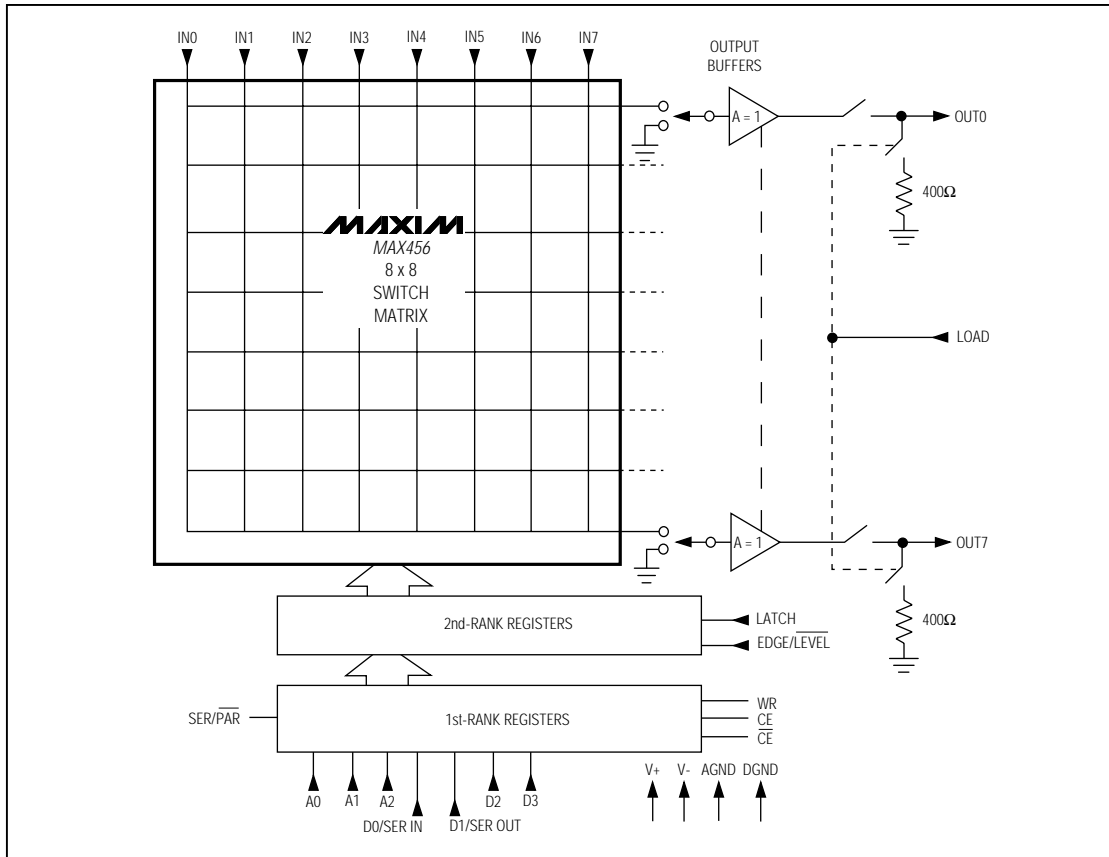 IN0 IN1 IN2 IN3 IN4 IN5 IN6 IN7
OUTPUT
BUFFERS
A = 1
OUT0
400Ω
MAXIM
MAX456
8 x 8
SWITCH
MATRIX
LOAD
A = 1
OUT7
400Ω
2nd-RANK REGISTERS
LATCH
EDGE/LEVEL
SER/PAR
1st-RANK REGISTERS
WR
CE
CE
A0 A1 A2 D2 D3
D0/SER IN D1/SER OUT
V+ V- AGND DGND